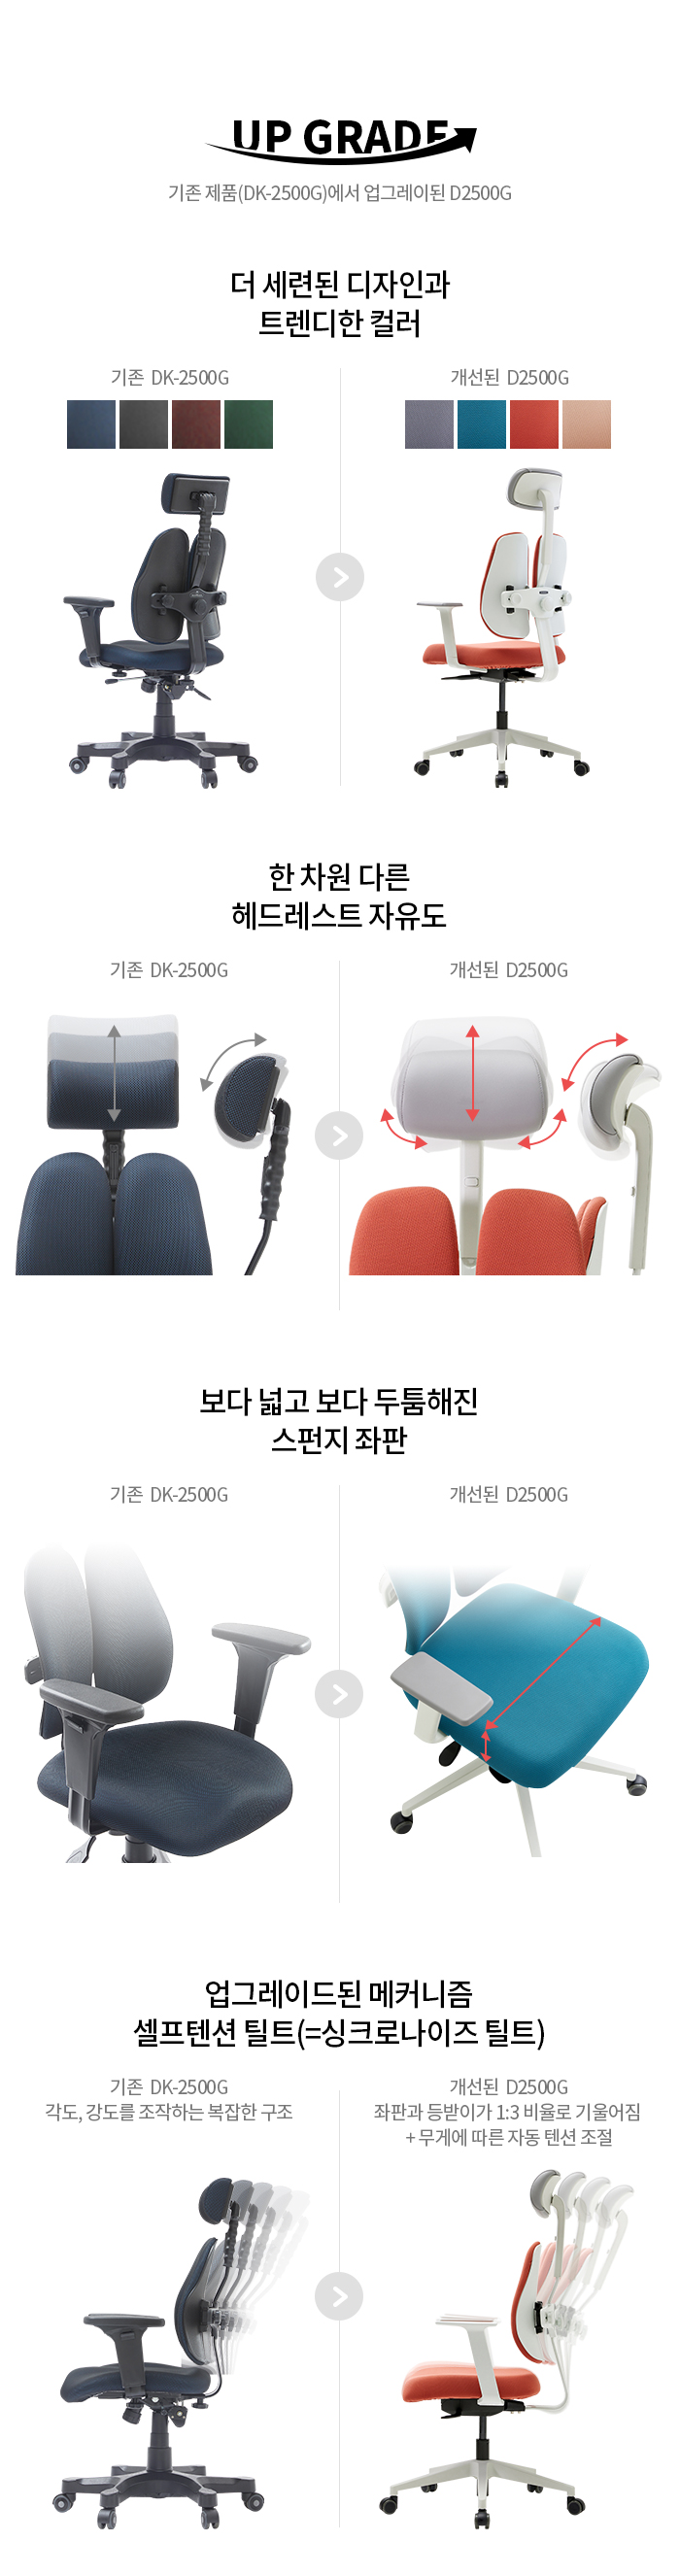 UP GRADE
기존 제품(DK-2500G)에서 업그레이된 D2500G
더 세련된 디자인과
트렌디한 컬러
기존 DK-2500G
개선된 D2500G
한 차원 다른
헤드레스트 자유도
기존 DK-2500G
개선된 D2500G
보다 넓고 보다 두툼해진
스펀지 좌판
기존 DK-2500G
개선된 D2500G
업그레이드된 메커니즘
셀프텐션 틸트(=싱크로나이즈 틸트)
기존 DK-2500G
각도, 강도를 조작하는 복잡한 구조
개선된 D2500G
좌판과 등받이가 1:3 비율로 기울어짐
+ 무게에 따른 자동 텐션 조절